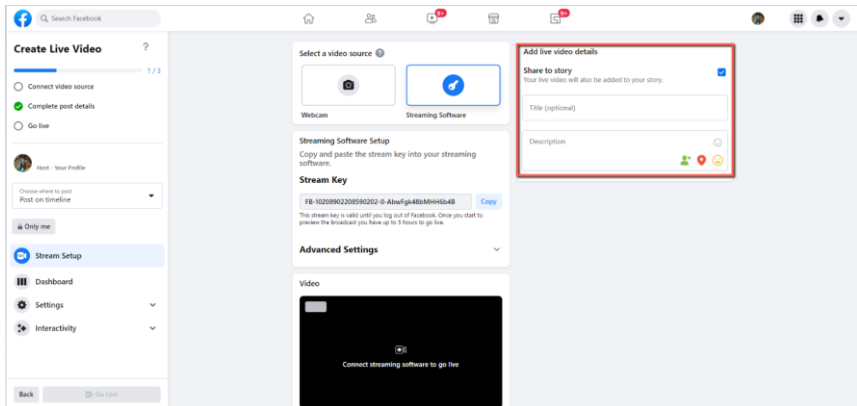 Search Facebook
9+
9+
Create Live Video
?
1 / 3
Connect video source
Complete post details
Go live
Host - Your Profile
Choose where to post
Post on timeline
Only me
Stream Setup
Dashboard
Settings
Interactivity
Back
Go Live
Select a video source
Webcam
Streaming Software
Streaming Software Setup
Copy and paste the stream key into your streaming
software.
Stream Key
FB-10208902208590202-0-AbwFgk4BbMHH6b4B
Copy
This stream key is valid until you log out of Facebook. Once you start to
preview the broadcast you have up to 5 hours to go live.
Advanced Settings
Video
Connect streaming software to go live
Add live video details
Share to story
Your live video will also be added to your story.
Title (optional)
Description